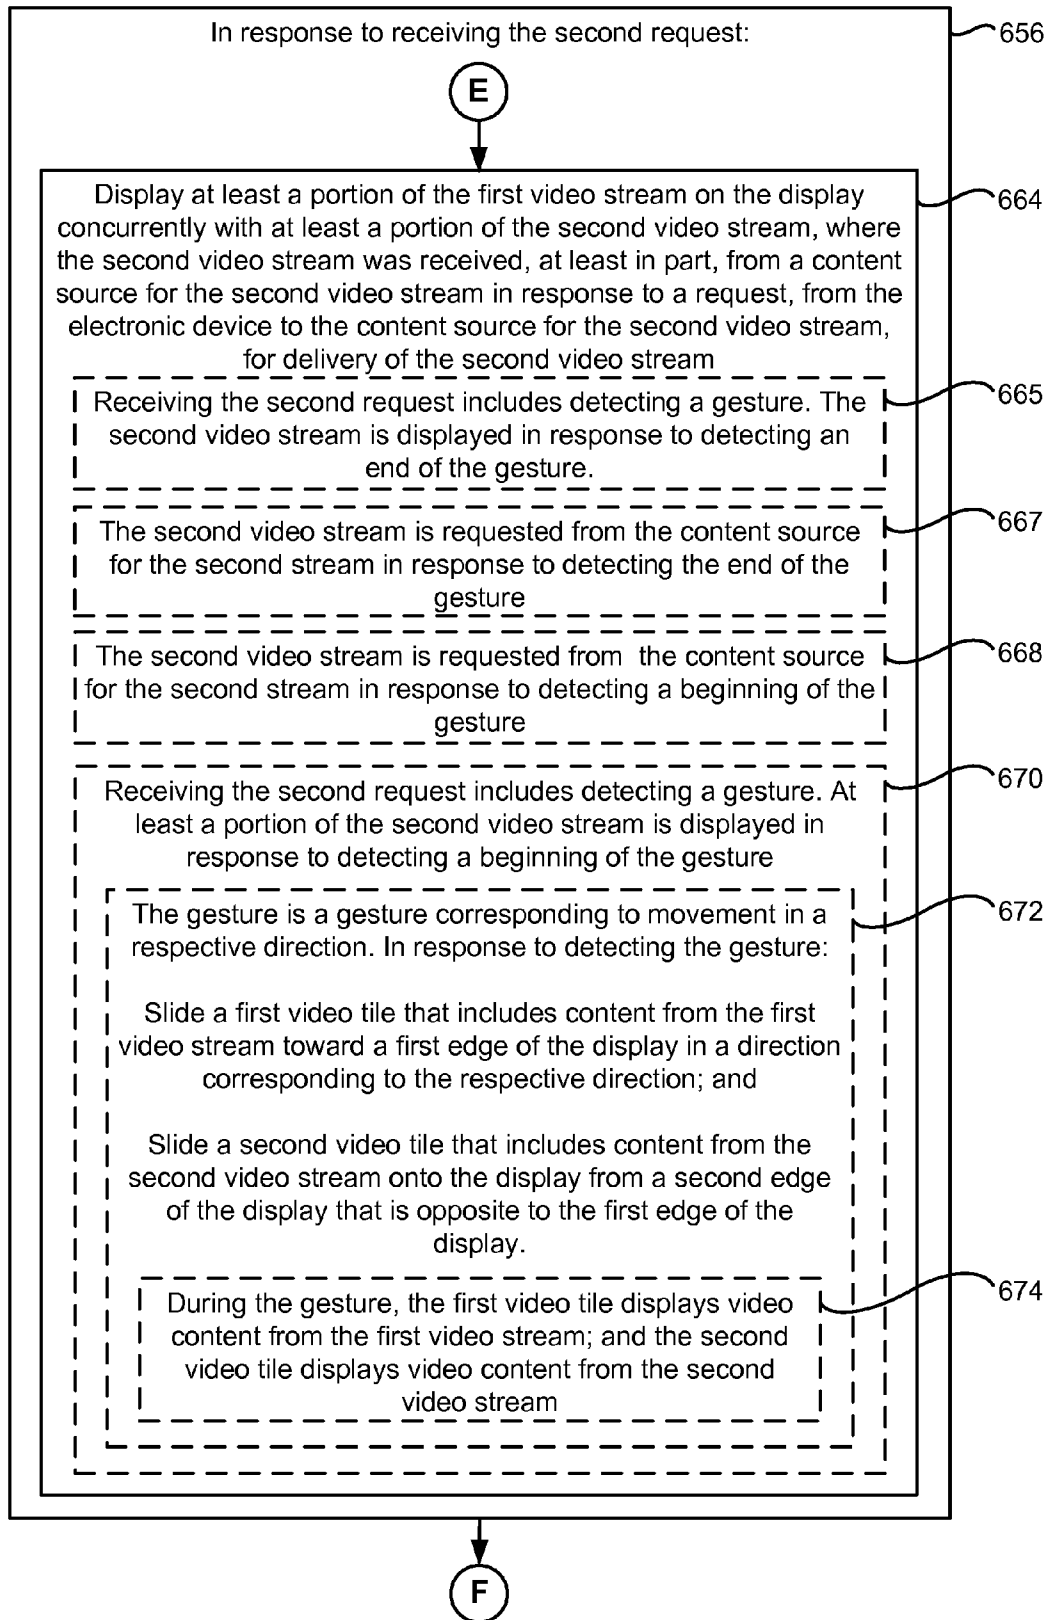 In response to receiving the second request:
656
E
Display at least a portion of the first video stream on the display
664
concurrently with at least a portion of the second video stream, where
the second video stream was received, at least in part, from a content
source for the second video stream in response to a request, from the
electronic device to the content source for the second video stream,
for delivery of the second video stream
Receiving the second request includes detecting a gesture. The
665
second video stream is displayed in response to detecting an
end of the gesture.
The second video stream is requested from the content source
667
for the second stream in response to detecting the end of the
gesture
The second video stream is requested from the content source
668
for the second stream in response to detecting a beginning of the
gesture
Receiving the second request includes detecting a gesture. At
670
least a portion of the second video stream is displayed in
response to detecting a beginning of the gesture
The gesture is a gesture corresponding to movement in a
672
respective direction. In response to detecting the gesture:
Slide a first video tile that includes content from the first
video stream toward a first edge of the display in a direction
corresponding to the respective direction; and
Slide a second video tile that includes content from the
second video stream onto the display from a second edge
of the display that is opposite to the first edge of the
display.
During the gesture, the first video tile displays video
674
content from the first video stream; and the second
video tile displays video content from the second
video stream
F